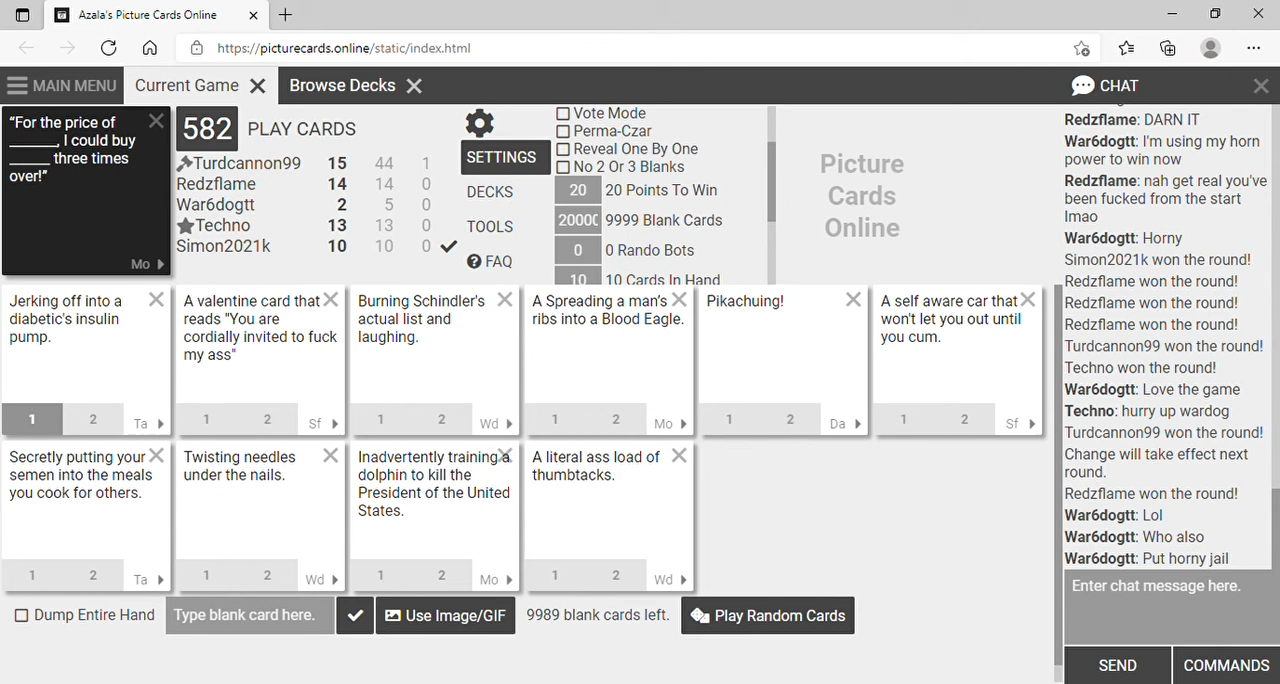 Azala's Picture Cards Online
https://picturecards.online/static/index.html
MAIN MENU
Current Game
Browse Decks
CHAT
“For the price of
_____, I could buy
_____ three times
over!”
Mo
582 PLAY CARDS
Turdcannon99 15 44 1
Redzflame 14 14 0
War6dogtt 2 5 0
Techno 13 13 0
Simon2021k 10 10 0
SETTINGS
DECKS
TOOLS
FAQ
Vote Mode
Perma-Czar
Reveal One By One
No 2 Or 3 Blanks
20 20 Points To Win
20000 9999 Blank Cards
0 0 Rando Bots
10 10 Cards In Hand
Picture
Cards
Online
Jerking off into a
diabetic's insulin
pump.
1 2 Ta
A valentine card that
reads "You are
cordially invited to fuck
my ass"
1 2 Sf
Burning Schindler's
actual list and
laughing.
1 2 Wd
A Spreading a man’s
ribs into a Blood Eagle.
1 2 Mo
Pikachuing!
1 2 Da
A self aware car that
won't let you out until
you cum.
1 2 Sf
Secretly putting your
semen into the meals
you cook for others.
1 2 Ta
Twisting needles
under the nails.
1 2 Wd
Inadvertently training a
dolphin to kill the
President of the United
States.
1 2 Mo
A literal ass load of
thumbtacks.
1 2 Wd
Dump Entire Hand
Type blank card here.
Use Image/GIF
9989 blank cards left.
Play Random Cards
Redzflame: DARN IT
War6dogtt: I'm using my horn
power to win now
Redzflame: nah get real you've
been fucked from the start
lmao
War6dogtt: Horny
Simon2021k won the round!
Redzflame won the round!
Redzflame won the round!
Redzflame won the round!
Turdcannon99 won the round!
Techno won the round!
War6dogtt: Love the game
Techno: hurry up wardog
Turdcannon99 won the round!
Change will take effect next
round.
Redzflame won the round!
War6dogtt: Lol
War6dogtt: Who also
War6dogtt: Put horny jail
Enter chat message here.
SEND
COMMANDS